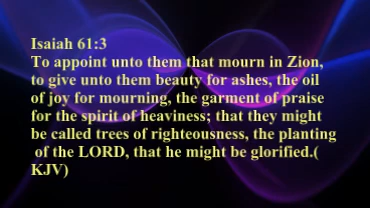 Isaiah 61:3
To appoint unto them that mourn in Zion,
to give unto them beauty for ashes, the oil
of joy for mourning, the garment of praise
for the spirit of heaviness; that they might
be called trees of righteousness, the planting
of the LORD, that he might be glorified.(
KJV)